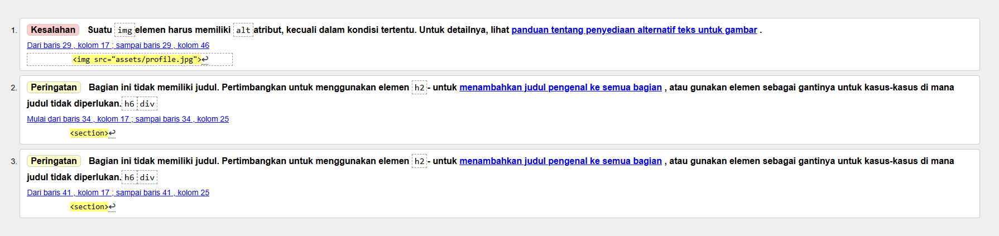 1. Kesalahan Suatu img elemen harus memiliki alt atribut, kecuali dalam kondisi tertentu. Untuk detailnya, lihat panduan tentang penyediaan alternatif teks untuk gambar .
Dari baris 29 , kolom 17 ; sampai baris 29 , kolom 46
<img src="assets/profile.jpg">↩
2. Peringatan Bagian ini tidak memiliki judul. Pertimbangkan untuk menggunakan elemen h2 - untuk menambahkan judul pengenal ke semua bagian , atau gunakan elemen sebagai gantinya untuk kasus-kasus di mana
judul tidak diperlukan. h6 div
Mulai dari baris 34 , kolom 17 ; sampai baris 34 , kolom 25
<section>↩
3. Peringatan Bagian ini tidak memiliki judul. Pertimbangkan untuk menggunakan elemen h2 - untuk menambahkan judul pengenal ke semua bagian , atau gunakan elemen sebagai gantinya untuk kasus-kasus di mana
judul tidak diperlukan. h6 div
Dari baris 41 , kolom 17 ; sampai baris 41 , kolom 25
<section>↩